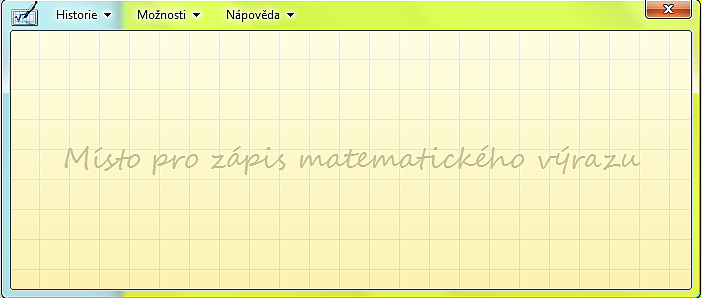 Historie Možnosti Nápověda
Místo pro zápis matematického výrazu